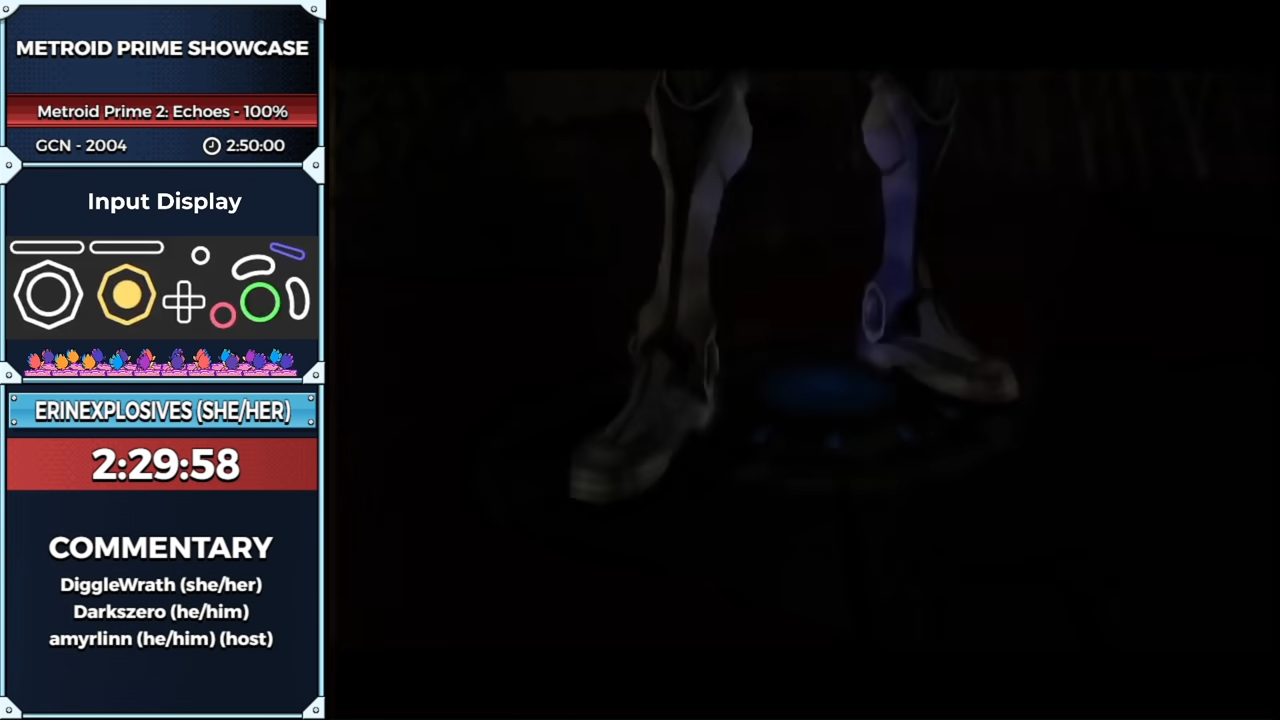 METROID PRIME SHOWCASE
Metroid Prime 2: Echoes - 100%
GCN - 2004 2:50:00
Input Display
ERINEXPLOSIVES (SHE/HER)
2:29:58
COMMENTARY
DiggleWrath (she/her)
Darkszero (he/him)
amyrlinn (he/him) (host)